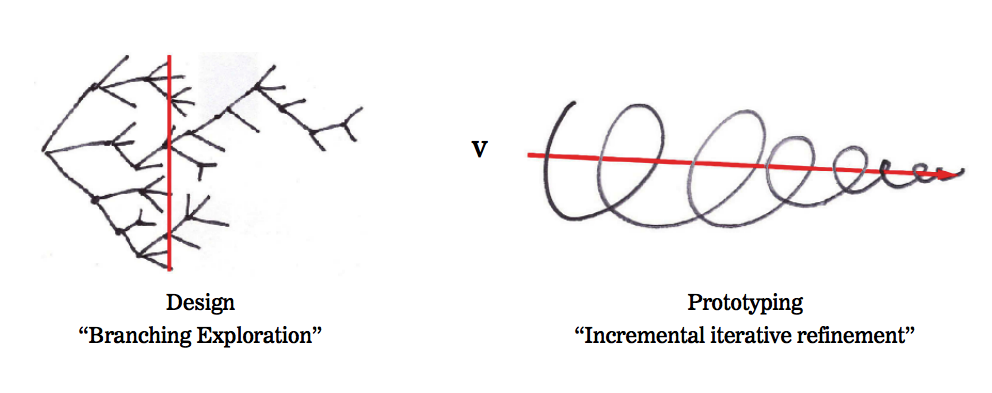 v
Design
“Branching Exploration”
Prototyping
“Incremental iterative refinement”